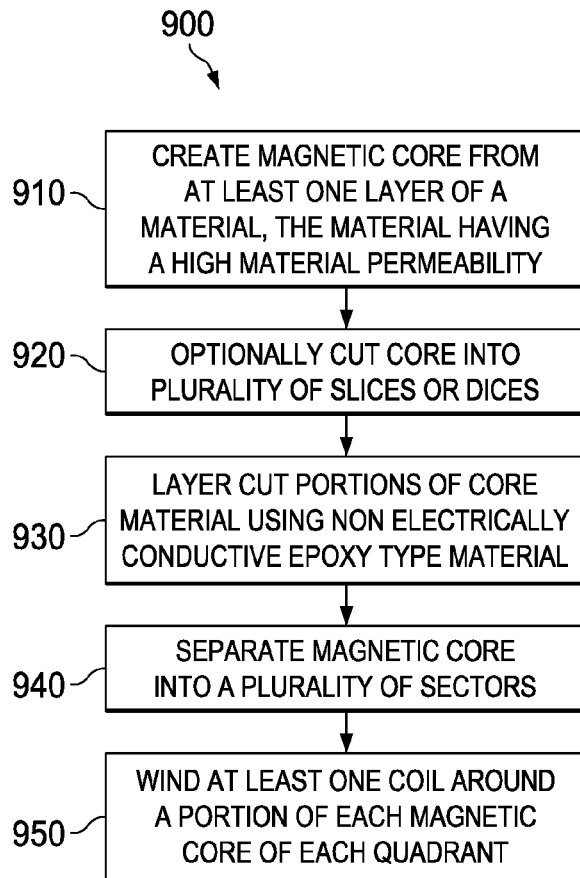 900
910
CREATE MAGNETIC CORE FROM
AT LEAST ONE LAYER OF A
MATERIAL, THE MATERIAL HAVING
A HIGH MATERIAL PERMEABILITY
920
OPTIONALLY CUT CORE INTO
PLURALITY OF SLICES OR DICES
930
LAYER CUT PORTIONS OF CORE
MATERIAL USING NON ELECTRICALLY
CONDUCTIVE EPOXY TYPE MATERIAL
940
SEPARATE MAGNETIC CORE
INTO A PLURALITY OF SECTORS
950
WIND AT LEAST ONE COIL AROUND
A PORTION OF EACH MAGNETIC
CORE OF EACH QUADRANT